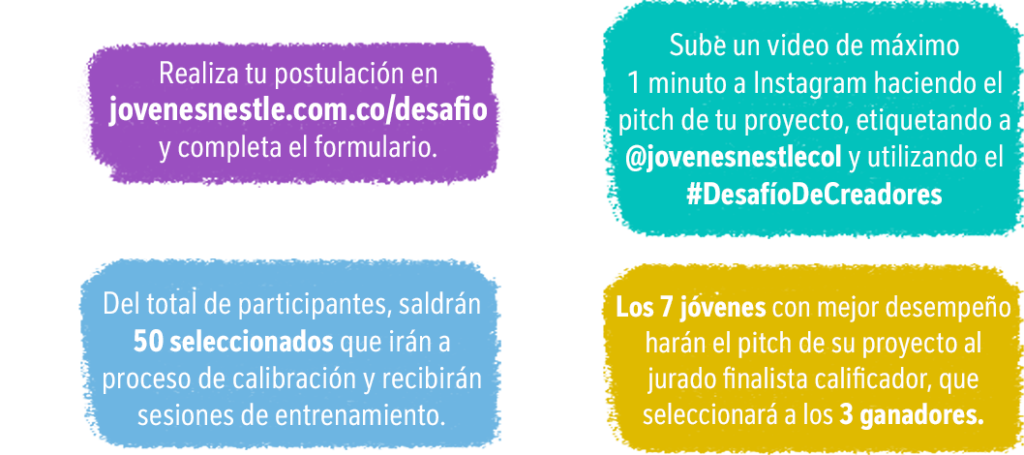 Realiza tu postulación en
jovenesnestle.com.co/desafio
y completa el formulario.
Sube un video de máximo
1 minuto a Instagram haciendo el
pitch de tu proyecto, etiquetando a
@jovenesnestlecol y utilizando el
#DesafíoDeCreadores
Del total de participantes, saldrán
50 seleccionados que irán a
proceso de calibración y recibirán
sesiones de entrenamiento.
Los 7 jóvenes con mejor desempeño
harán el pitch de su proyecto al
jurado finalista calificador, que
seleccionará a los 3 ganadores.